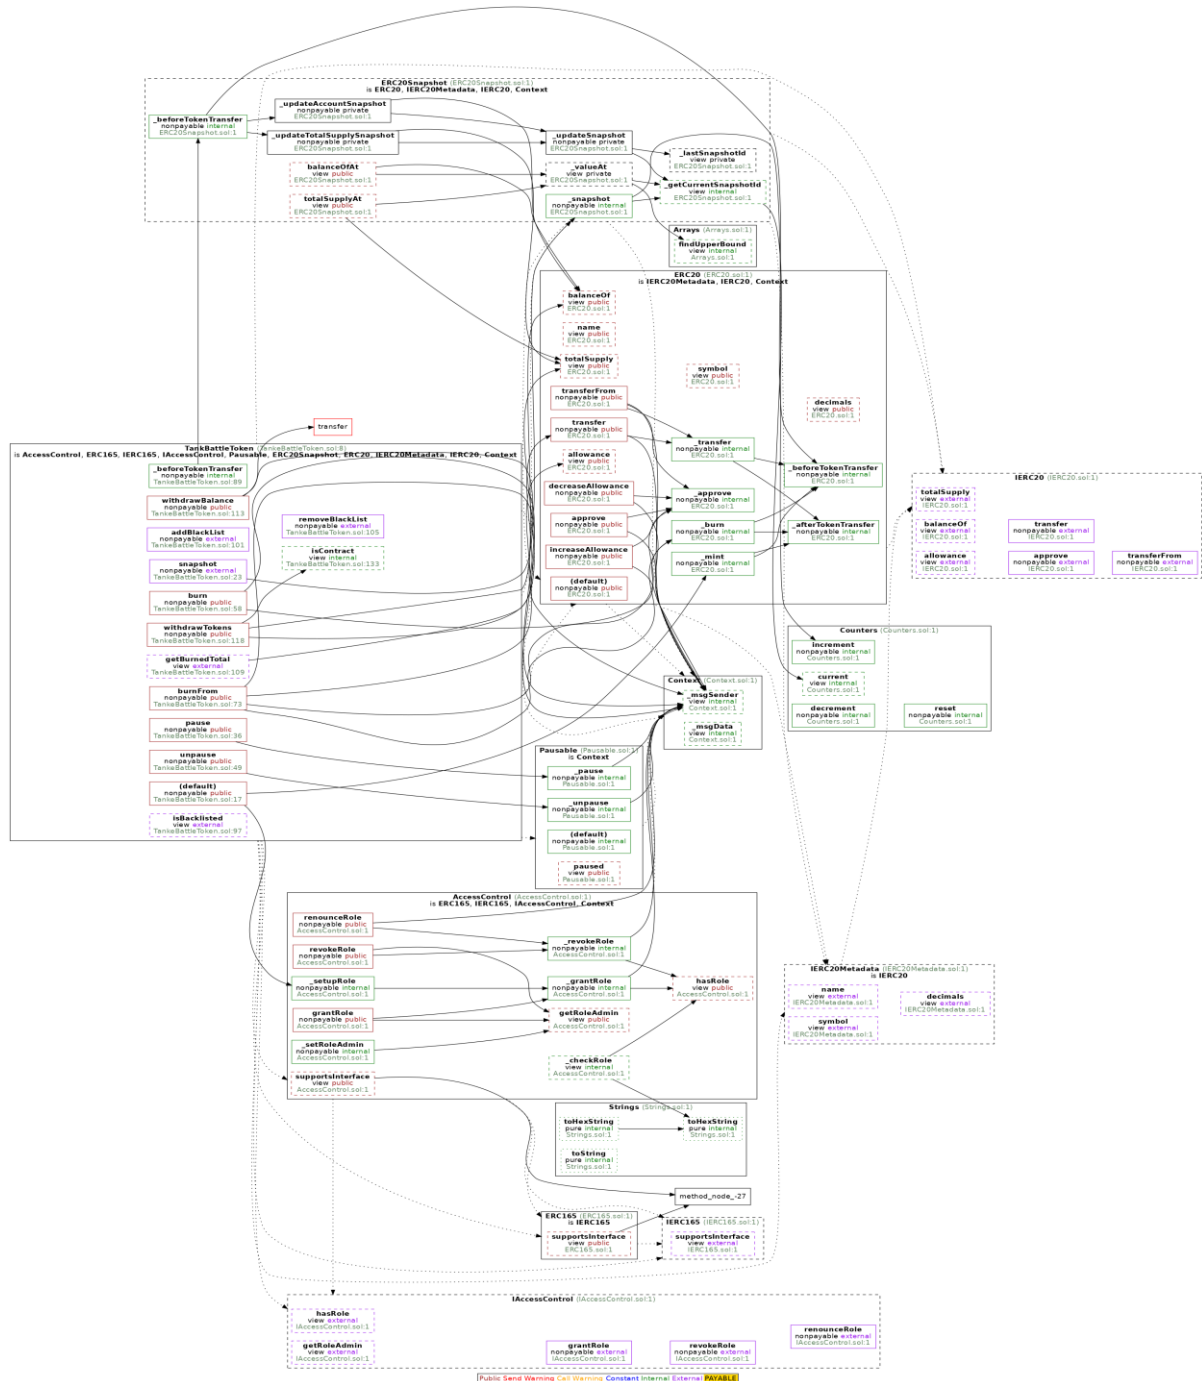 ERC20Snapshot (ERC20Snapshot.sol:1)
is ERC20, IERC20Metadata, IERC20, Context
_beforeTokenTransfer
nonpayable internal
ERC20Snapshot.sol:1
_updateAccountSnapshot
nonpayable private
ERC20Snapshot.sol:1
_updateTotalSupplySnapshot
nonpayable private
ERC20Snapshot.sol:1
balanceOfAt
view public
ERC20Snapshot.sol:1
totalSupplyAt
view public
ERC20Snapshot.sol:1
_updateSnapshot
nonpayable private
ERC20Snapshot.sol:1
_valueAt
view private
ERC20Snapshot.sol:1
_snapshot
nonpayable internal
ERC20Snapshot.sol:1
_lastSnapshotId
view private
ERC20Snapshot.sol:1
_getCurrentSnapshotId
view internal
ERC20Snapshot.sol:1
Arrays (Arrays.sol:1)
findUpperBound
view internal
Arrays.sol:1
ERC20 (ERC20.sol:1)
is IERC20Metadata, IERC20, Context
balanceOf
view public
ERC20.sol:1
name
view public
ERC20.sol:1
totalSupply
view public
ERC20.sol:1
transferFrom
nonpayable public
ERC20.sol:1
transfer
nonpayable public
ERC20.sol:1
allowance
view public
ERC20.sol:1
decreaseAllowance
nonpayable public
ERC20.sol:1
approve
nonpayable public
ERC20.sol:1
increaseAllowance
nonpayable public
ERC20.sol:1
(default)
nonpayable public
ERC20.sol:1
symbol
view public
ERC20.sol:1
_transfer
nonpayable internal
ERC20.sol:1
_approve
nonpayable internal
ERC20.sol:1
_burn
nonpayable internal
ERC20.sol:1
_mint
nonpayable internal
ERC20.sol:1
decimals
view public
ERC20.sol:1
_beforeTokenTransfer
nonpayable internal
ERC20.sol:1
_afterTokenTransfer
nonpayable internal
ERC20.sol:1
transfer
TankBattleToken (TankeBattleToken.sol:8)
is AccessControl, ERC165, IERC165, IAccessControl, Pausable, ERC20Snapshot, ERC20, IERC20Metadata, IERC20, Context
_beforeTokenTransfer
nonpayable internal
TankeBattleToken.sol:89
withdrawBalance
nonpayable public
TankeBattleToken.sol:113
addBlackList
nonpayable external
TankeBattleToken.sol:101
snapshot
nonpayable external
TankeBattleToken.sol:23
burn
nonpayable public
TankeBattleToken.sol:58
withdrawTokens
nonpayable public
TankeBattleToken.sol:118
getBurnedTotal
view external
TankeBattleToken.sol:109
burnFrom
nonpayable public
TankeBattleToken.sol:73
pause
nonpayable public
TankeBattleToken.sol:36
unpause
nonpayable public
TankeBattleToken.sol:49
(default)
nonpayable public
TankeBattleToken.sol:17
isBacklisted
view external
TankeBattleToken.sol:97
removeBlackList
nonpayable external
TankeBattleToken.sol:105
isContract
view internal
TankeBattleToken.sol:133
IERC20 (IERC20.sol:1)
totalSupply
view external
IERC20.sol:1
balanceOf
view external
IERC20.sol:1
transfer
nonpayable external
IERC20.sol:1
allowance
view external
IERC20.sol:1
approve
nonpayable external
IERC20.sol:1
transferFrom
nonpayable external
IERC20.sol:1
Counters (Counters.sol:1)
increment
nonpayable internal
Counters.sol:1
current
view internal
Counters.sol:1
decrement
nonpayable internal
Counters.sol:1
reset
nonpayable internal
Counters.sol:1
Context (Context.sol:1)
_msgSender
view internal
Context.sol:1
_msgData
view internal
Context.sol:1
Pausable (Pausable.sol:1)
is Context
_pause
nonpayable internal
Pausable.sol:1
_unpause
nonpayable internal
Pausable.sol:1
(default)
nonpayable internal
Pausable.sol:1
paused
view public
Pausable.sol:1
AccessControl (AccessControl.sol:1)
is ERC165, IERC165, IAccessControl, Context
renounceRole
nonpayable public
AccessControl.sol:1
revokeRole
nonpayable public
AccessControl.sol:1
_setupRole
nonpayable internal
AccessControl.sol:1
grantRole
nonpayable public
AccessControl.sol:1
_setRoleAdmin
nonpayable internal
AccessControl.sol:1
supportsInterface
view public
AccessControl.sol:1
_revokeRole
nonpayable internal
AccessControl.sol:1
_grantRole
nonpayable internal
AccessControl.sol:1
getRoleAdmin
view public
AccessControl.sol:1
_checkRole
view internal
AccessControl.sol:1
hasRole
view public
AccessControl.sol:1
IERC20Metadata (IERC20Metadata.sol:1)
is IERC20
name
view external
IERC20Metadata.sol:1
symbol
view external
IERC20Metadata.sol:1
decimals
view external
IERC20Metadata.sol:1
Strings (Strings.sol:1)
toHexString
pure internal
Strings.sol:1
toHexString
pure internal
Strings.sol:1
toString
pure internal
Strings.sol:1
method_node_-27
ERC165 (ERC165.sol:1)
is IERC165
supportsInterface
view public
ERC165.sol:1
IERC165 (IERC165.sol:1)
supportsInterface
view external
IERC165.sol:1
IAccessControl (IAccessControl.sol:1)
hasRole
view external
IAccessControl.sol:1
getRoleAdmin
view external
IAccessControl.sol:1
grantRole
nonpayable external
IAccessControl.sol:1
revokeRole
nonpayable external
IAccessControl.sol:1
renounceRole
nonpayable external
IAccessControl.sol:1
Public Send Warning Call Warning Constant Internal External PAYABLE